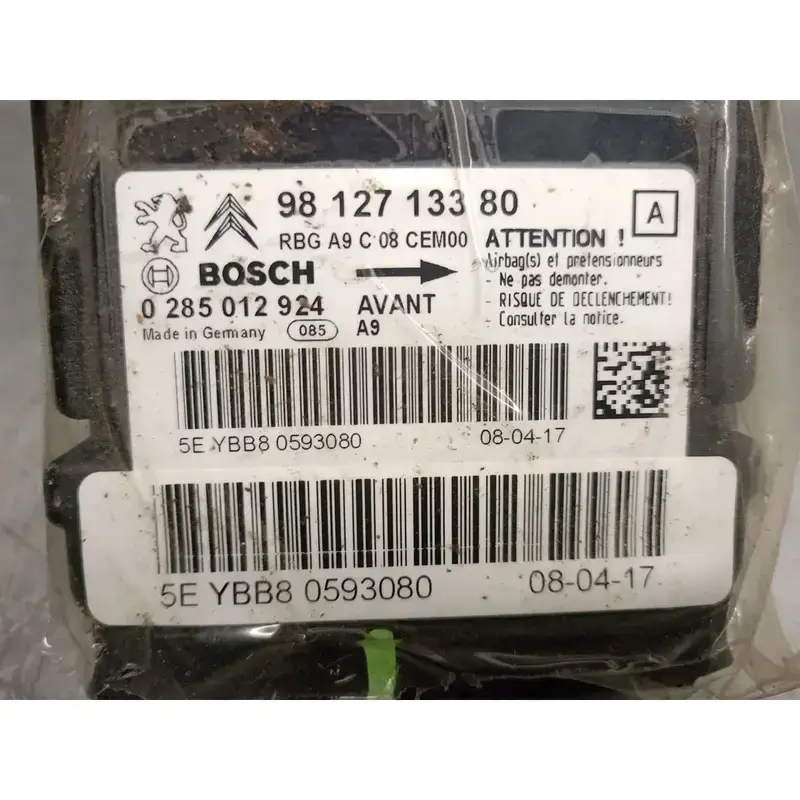 98 127 133 80
A
RBG A9 C 08 CEM00
ATTENTION !
Airbag(s) et pretensionneurs
- Ne pas demonter.
- RISQUE DE DECLENCHEMENT!
- Consulter la notice.
BOSCH
0 285 012 924
AVANT
Made in Germany
085
A9
5E YBB8 0593080 08-04-17
5E YBB8 0593080 08-04-17